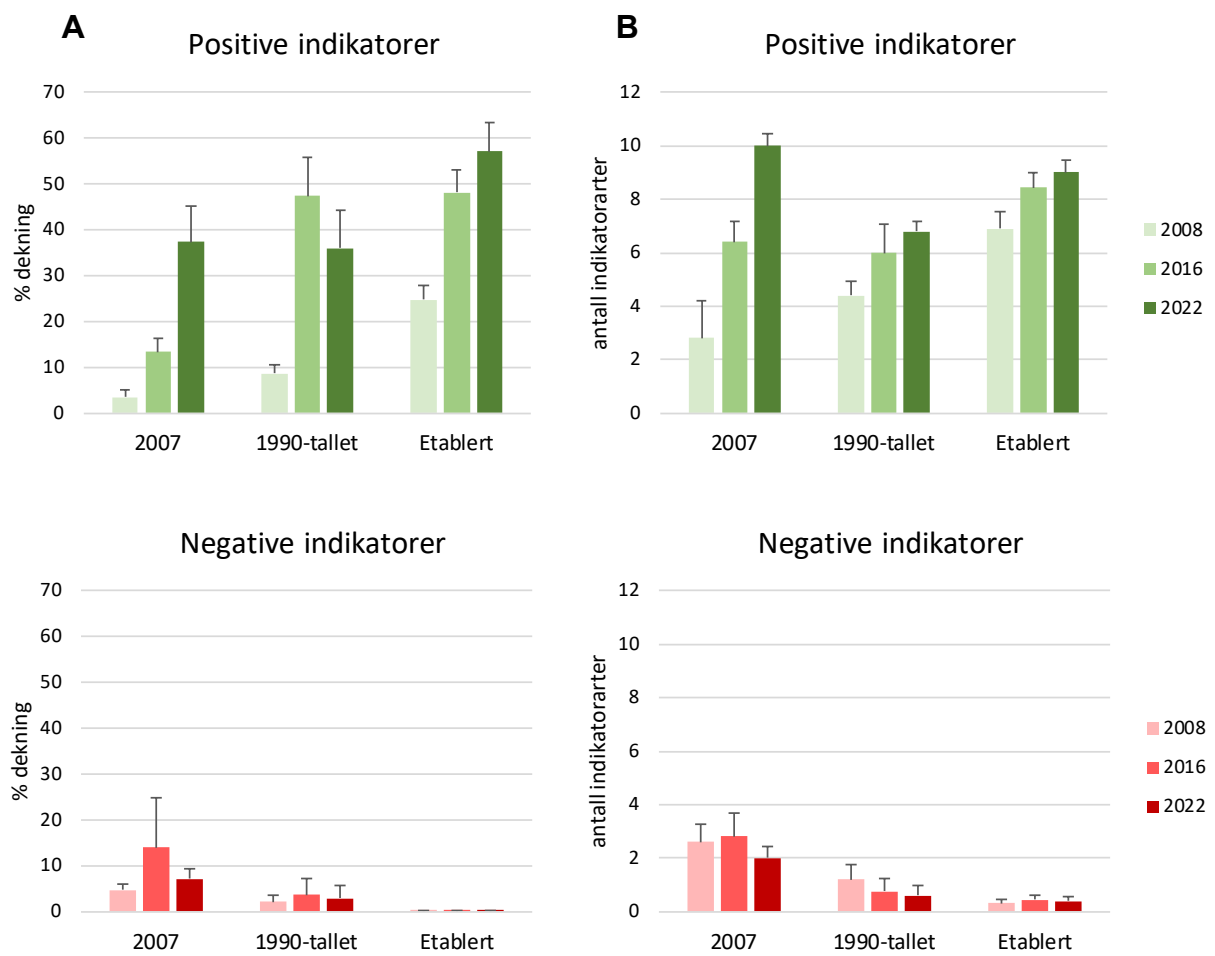 A
Positive indikatorer
% dekning
70
60
50
40
30
20
10
0
2007 1990-tallet Etablert
B
Positive indikatorer
antall indikatorarter
12
10
8
6
4
2
0
2007 1990-tallet Etablert
2008
2016
2022
Negative indikatorer
% dekning
70
60
50
40
30
20
10
0
2007 1990-tallet Etablert
Negative indikatorer
antall indikatorarter
12
10
8
6
4
2
0
2007 1990-tallet Etablert
2008
2016
2022